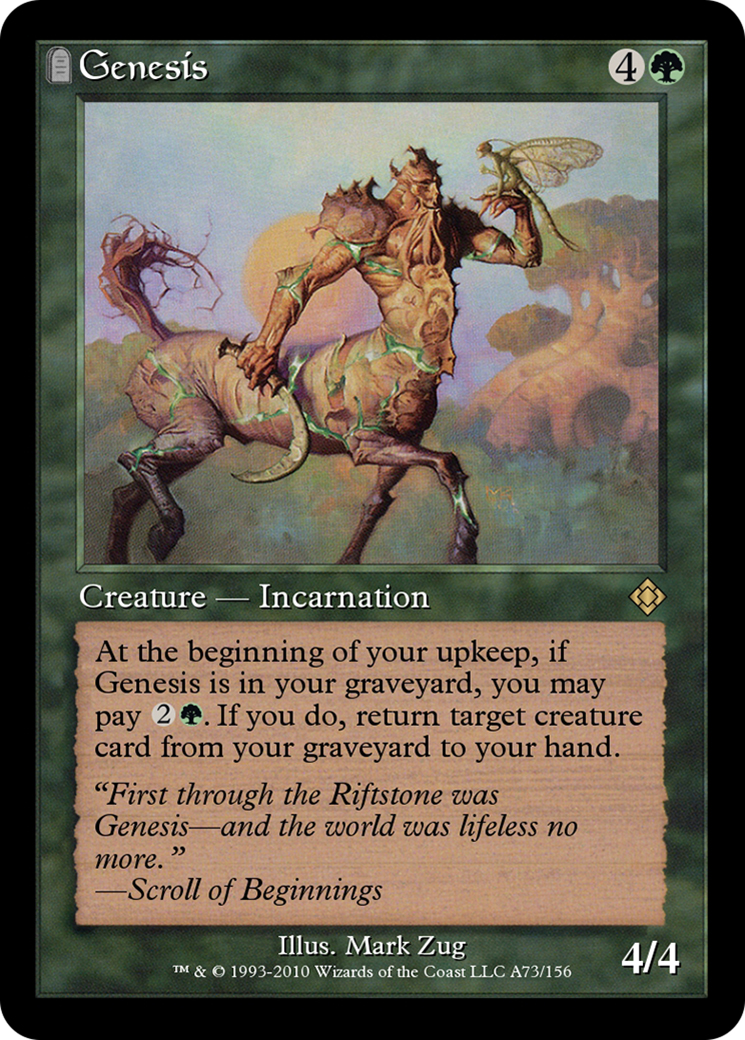 Genesis 4
Creature — Incarnation
At the beginning of your upkeep, if
Genesis is in your graveyard, you may
pay 2. If you do, return target creature
card from your graveyard to your hand.
“First through the Riftstone was
Genesis—and the world was lifeless no
more.”
—Scroll of Beginnings
Illus. Mark Zug
™ & © 1993-2010 Wizards of the Coast LLC A73/156
4/4